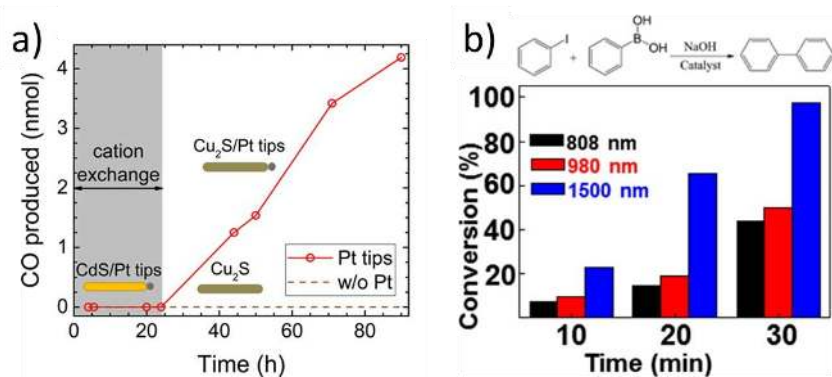 a)
CO produced (nmol)
4
3
2
1
0
cation
exchange
Cu₂S/Pt tips
CdS/Pt tips
Cu₂S
Pt tips
w/o Pt
0
20
40
60
80
Time (h)
b)
I
+
OH
B
OH
NaOH
Catalyst
Conversion (%)
100
80
60
40
20
808 nm
980 nm
1500 nm
10
20
30
Time (min)